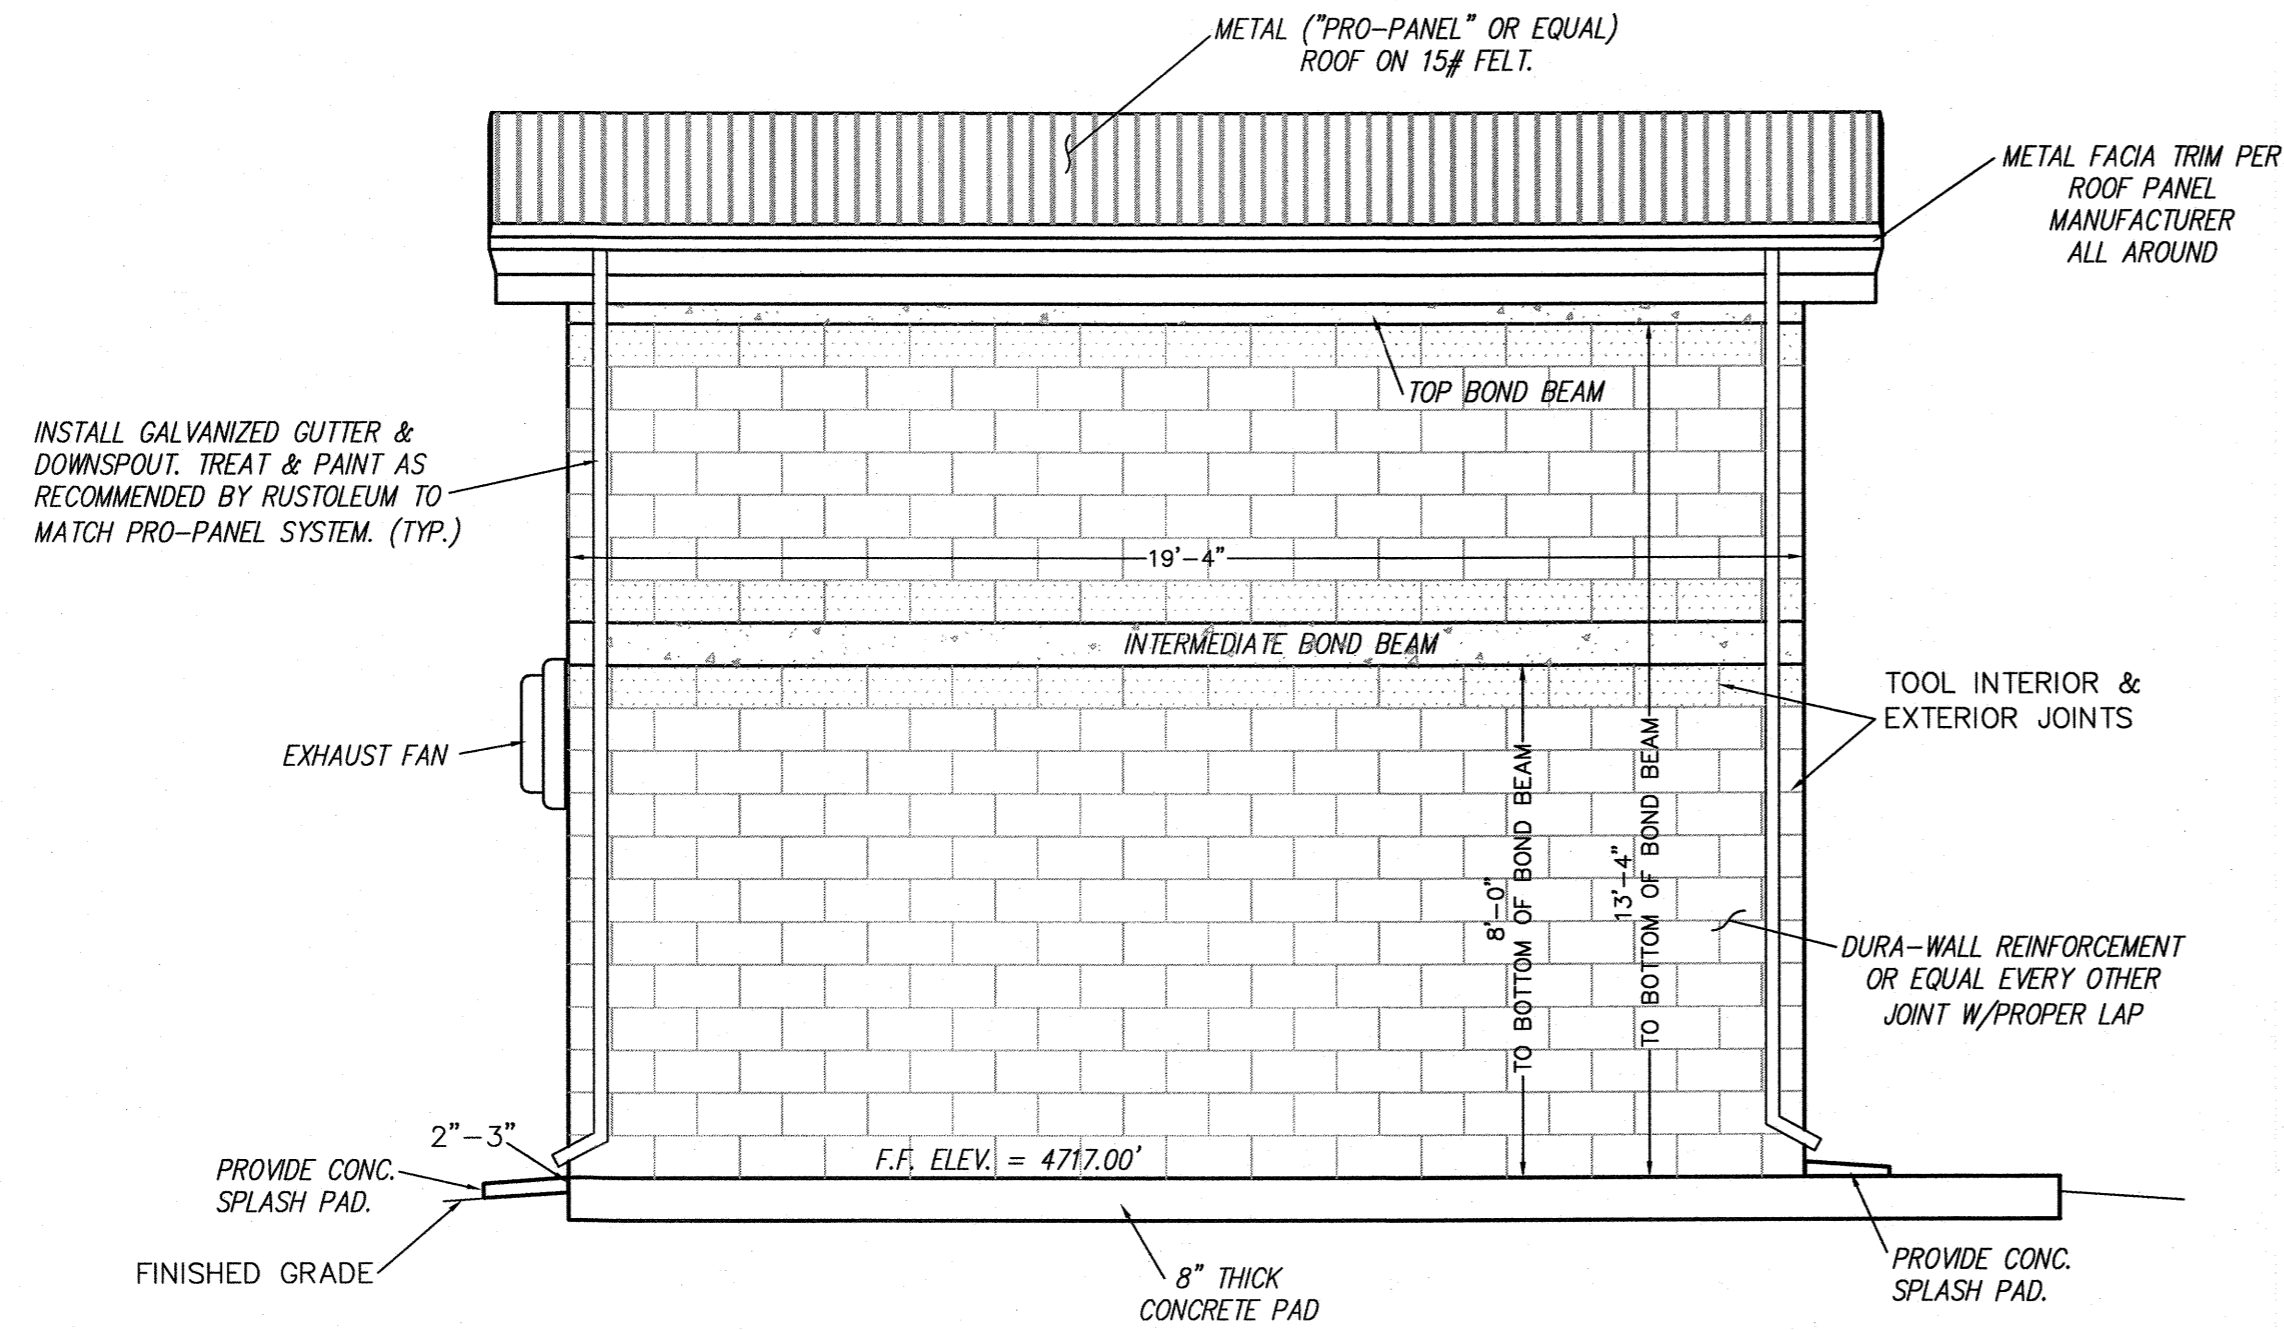 METAL ("PRO-PANEL" OR EQUAL)
ROOF ON 15# FELT.
METAL FACIA TRIM PER
ROOF PANEL
MANUFACTURER
ALL AROUND
TOP BOND BEAM
INSTALL GALVANIZED GUTTER &
DOWNSPOUT. TREAT & PAINT AS
RECOMMENDED BY RUSTOLEUM TO
MATCH PRO-PANEL SYSTEM. (TYP.)
19'-4"
INTERMEDIATE BOND BEAM
TOOL INTERIOR &
EXTERIOR JOINTS
EXHAUST FAN
8'-0"
TO BOTTOM OF BOND BEAM
13'-4"
TO BOTTOM OF BOND BEAM
DURA-WALL REINFORCEMENT
OR EQUAL EVERY OTHER
JOINT W/PROPER LAP
2"-3"
F.F. ELEV. = 4717.00'
PROVIDE CONC.
SPLASH PAD.
FINISHED GRADE
8" THICK
CONCRETE PAD
PROVIDE CONC.
SPLASH PAD.